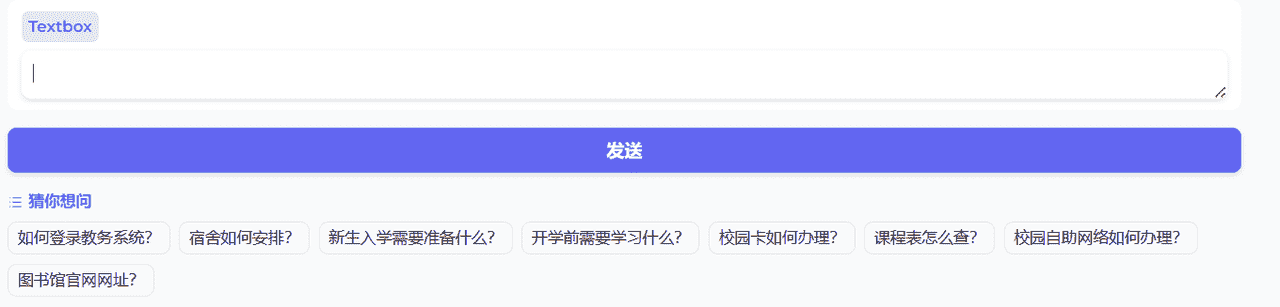 Textbox
发送
猜你想问
如何登录教务系统? 宿舍如何安排? 新生入学需要准备什么? 开学前需要学习什么? 校园卡如何办理? 课程表怎么查? 校园自助网络如何办理?
图书馆官网网址?